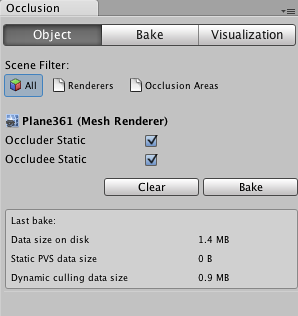 Occlusion
Object Bake Visualization
Scene Filter:
All Renderers Occlusion Areas
Plane361 (Mesh Renderer)
Occluder Static
Occludee Static
Clear Bake
Last bake:
Data size on disk 1.4 MB
Static PVS data size 0 B
Dynamic culling data size 0.9 MB